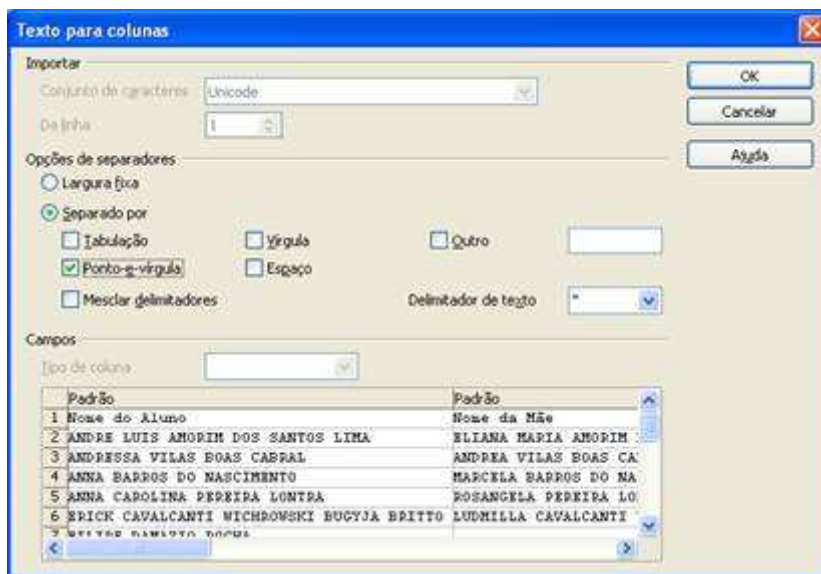 Texto para colunas
Importar
Conjunto de caracteres Unicode
Da linha 1
OK
Cancelar
Ajuda
Opções de separadores
Largura fixa
Separado por
Tabulação Vírgula Outro
Ponto-e-vírgula Espaço
Mesclar delimitadores Delimitador de texto "
Campos
Tipo de coluna
Padrão Padrão
1 Nome do Aluno Nome da Mãe
2 ANDRE LUIS AMORIM DOS SANTOS LIMA ELIANA MARIA AMORIM
3 ANDRESSA VILAS BOAS CABRAL ANDREA VILAS BOAS CA
4 ANNA BARROS DO NASCIMENTO MARCELA BARROS DO NA
5 ANNA CAROLINA PEREIRA LONTRA ROSANGELA PEREIRA LO
6 ERICK CAVALCANTI WICHROWSKI BUGYJA BRITTO LUDMILLA CAVALCANTI
7